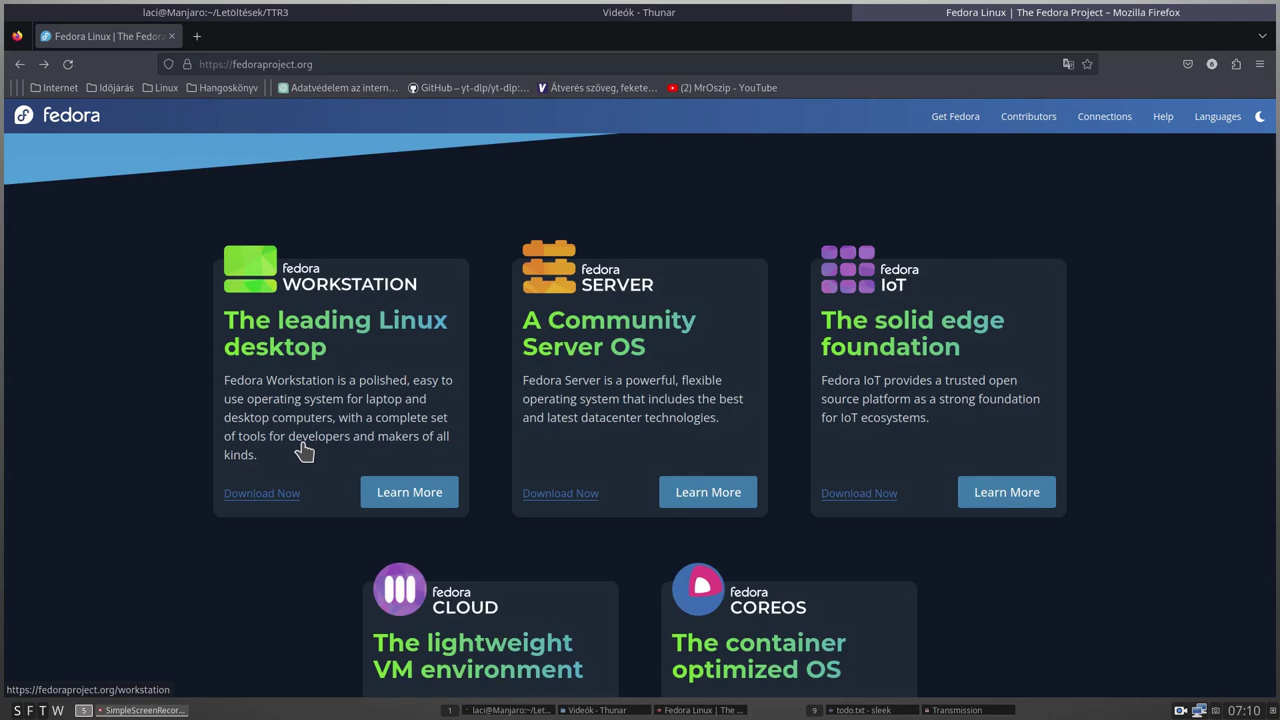 laci@Manjaro:~/Letöltések/TTR3
Videók – Thunar
Fedora Linux | The Fedora Project – Mozilla Firefox
Fedora Linux | The Fedora
https://fedoraproject.org
Internet
Időjárás
Linux
Hangoskönyv
Adatvédelem az intern…
GitHub – yt-dlp/yt-dlp:…
Átverés szöveg, fekete…
(2) MrOszip - YouTube
fedora
Get Fedora
Contributors
Connections
Help
Languages
fedora
WORKSTATION
The leading Linux
desktop
Fedora Workstation is a polished, easy to
use operating system for laptop and
desktop computers, with a complete set
of tools for developers and makers of all
kinds.
Download Now
Learn More
fedora
SERVER
A Community
Server OS
Fedora Server is a powerful, flexible
operating system that includes the best
and latest datacenter technologies.
Download Now
Learn More
fedora
IoT
The solid edge
foundation
Fedora IoT provides a trusted open
source platform as a strong foundation
for IoT ecosystems.
Download Now
Learn More
fedora
CLOUD
The lightweight
VM environment
fedora
COREOS
The container
optimized OS
https://fedoraproject.org/workstation
S F T W
5
SimpleScreenRecor...
1
laci@Manjaro:~/Let...
Videók - Thunar
Fedora Linux | The ...
9
todo.txt - sleek
Transmission
07:10